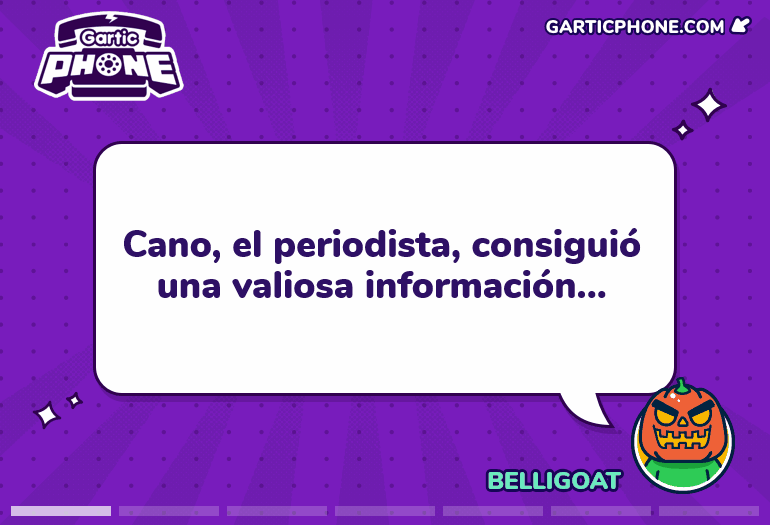 Gartic
PHONE
GARTICPHONE.COM
Cano, el periodista, consiguió
una valiosa información...
BELLIGOAT